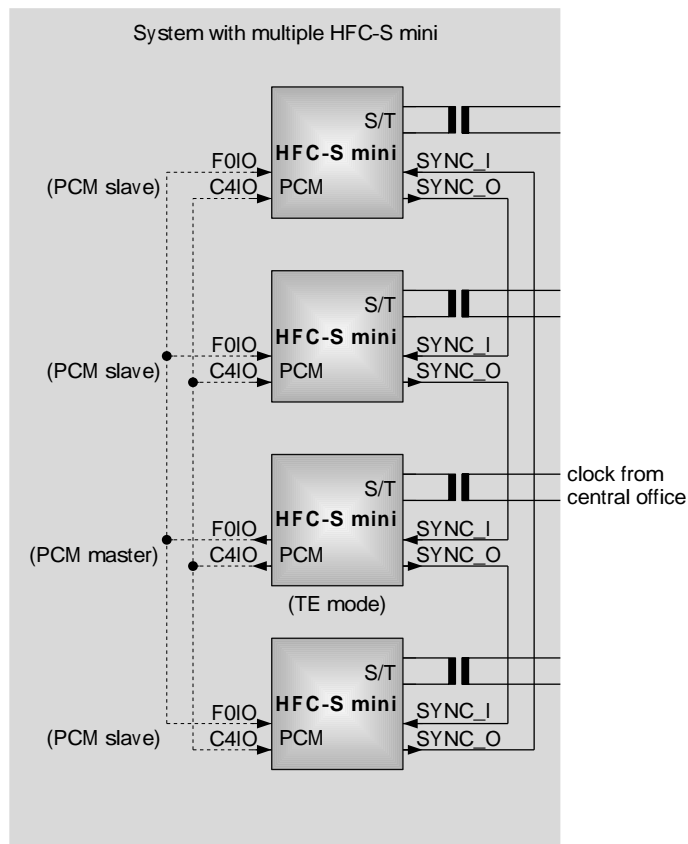 System with multiple HFC-S mini
S/T
HFC-S mini
F0IO
SYNC_I
(PCM slave)
C4IO
PCM
SYNC_O
S/T
HFC-S mini
F0IO
SYNC_I
(PCM slave)
C4IO
PCM
SYNC_O
clock from
central office
S/T
HFC-S mini
F0IO
SYNC_I
(PCM master)
C4IO
PCM
SYNC_O
(TE mode)
S/T
HFC-S mini
F0IO
SYNC_I
(PCM slave)
C4IO
PCM
SYNC_O